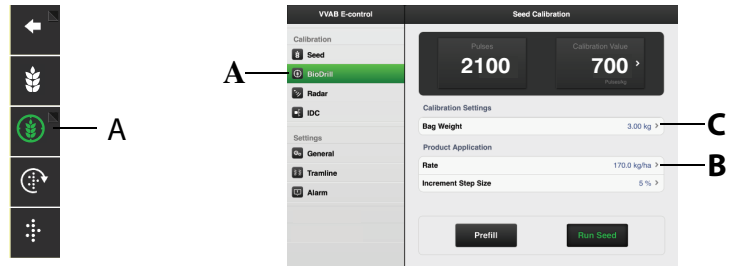 A
VVAB E-control
Calibration
Seed
A
BioDrill
Radar
IDC
Settings
General
Tramline
Alarm
Seed Calibration
Pulses
2100
Calibration Value
700
Pulses/kg
Calibration Settings
Bag Weight 3.00 kg >
C
Product Application
Rate 170.0 kg/ha >
B
Increment Step Size 5 % >
Prefill
Run Seed